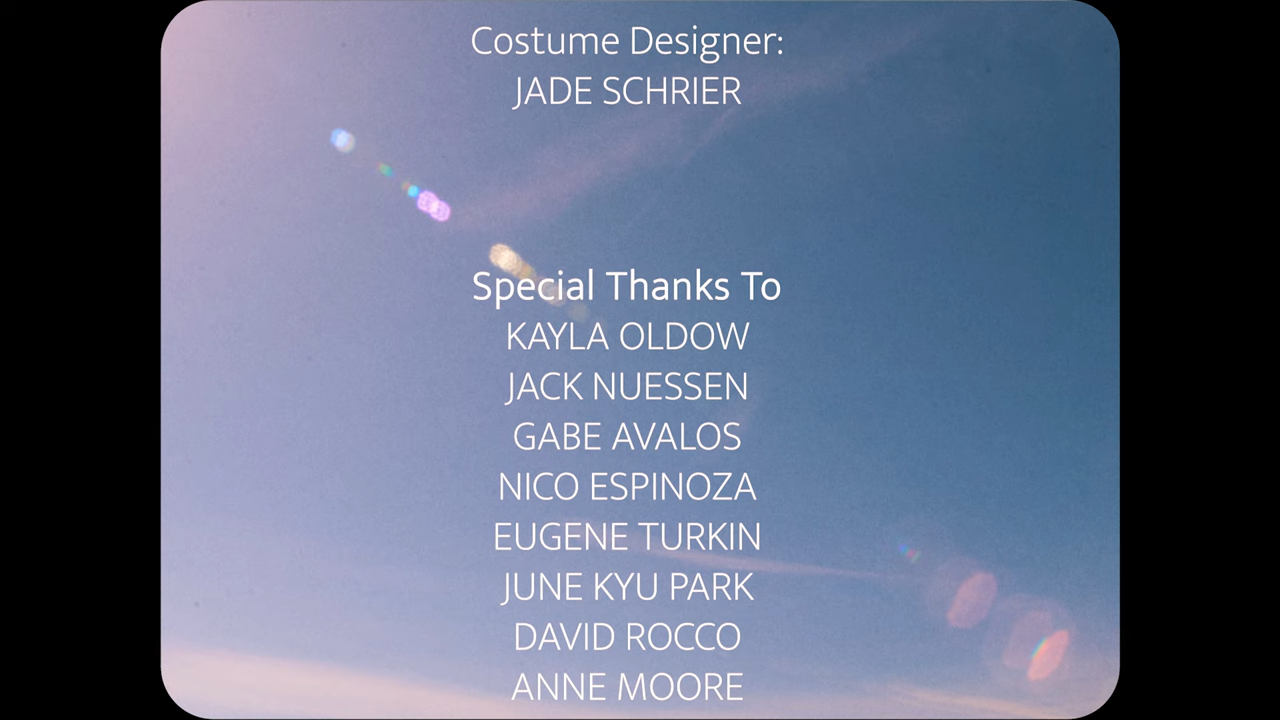 Costume Designer:
JADE SCHRIER
Special Thanks To
KAYLA OLDOW
JACK NUESSEN
GABE AVALOS
NICO ESPINOZA
EUGENE TURKIN
JUNE KYU PARK
DAVID ROCCO
ANNE MOORE